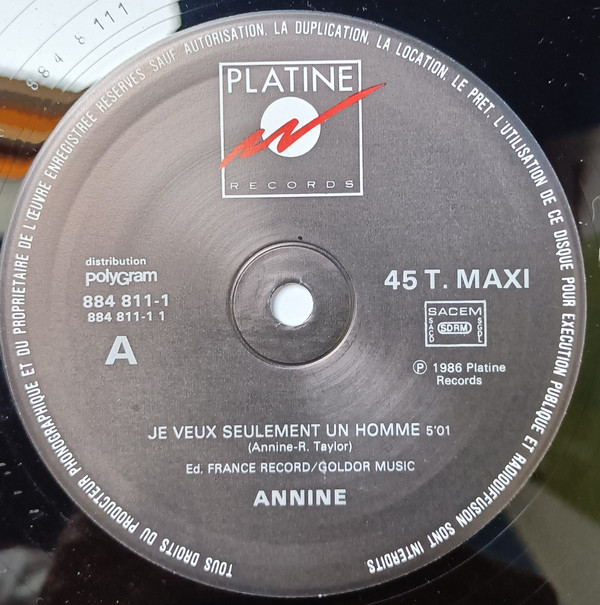 TOUS DROITS DU PRODUCTEUR PHONOGRAPHIQUE ET DU PROPRIETAIRE DE L'ŒUVRE ENREGISTREE RESERVES SAUF AUTORISATION, LA DUPLICATION, LA LOCATION, LE PRET, L'UTILISATION DE CE DISQUE POUR EXECUTION PUBLIQUE ET RADIODIFFUSION SONT INTERDITS
PLATINE
RECORDS
distribution
polyGram
884 811-1
884 811-1 1
A
45 T. MAXI
SACEM
SACD
SDRM
SGDL
Ⓟ 1986 Platine
Records
JE VEUX SEULEMENT UN HOMME 5'01
(Annine-R. Taylor)
Ed. FRANCE RECORD/GOLDOR MUSIC
ANNINE